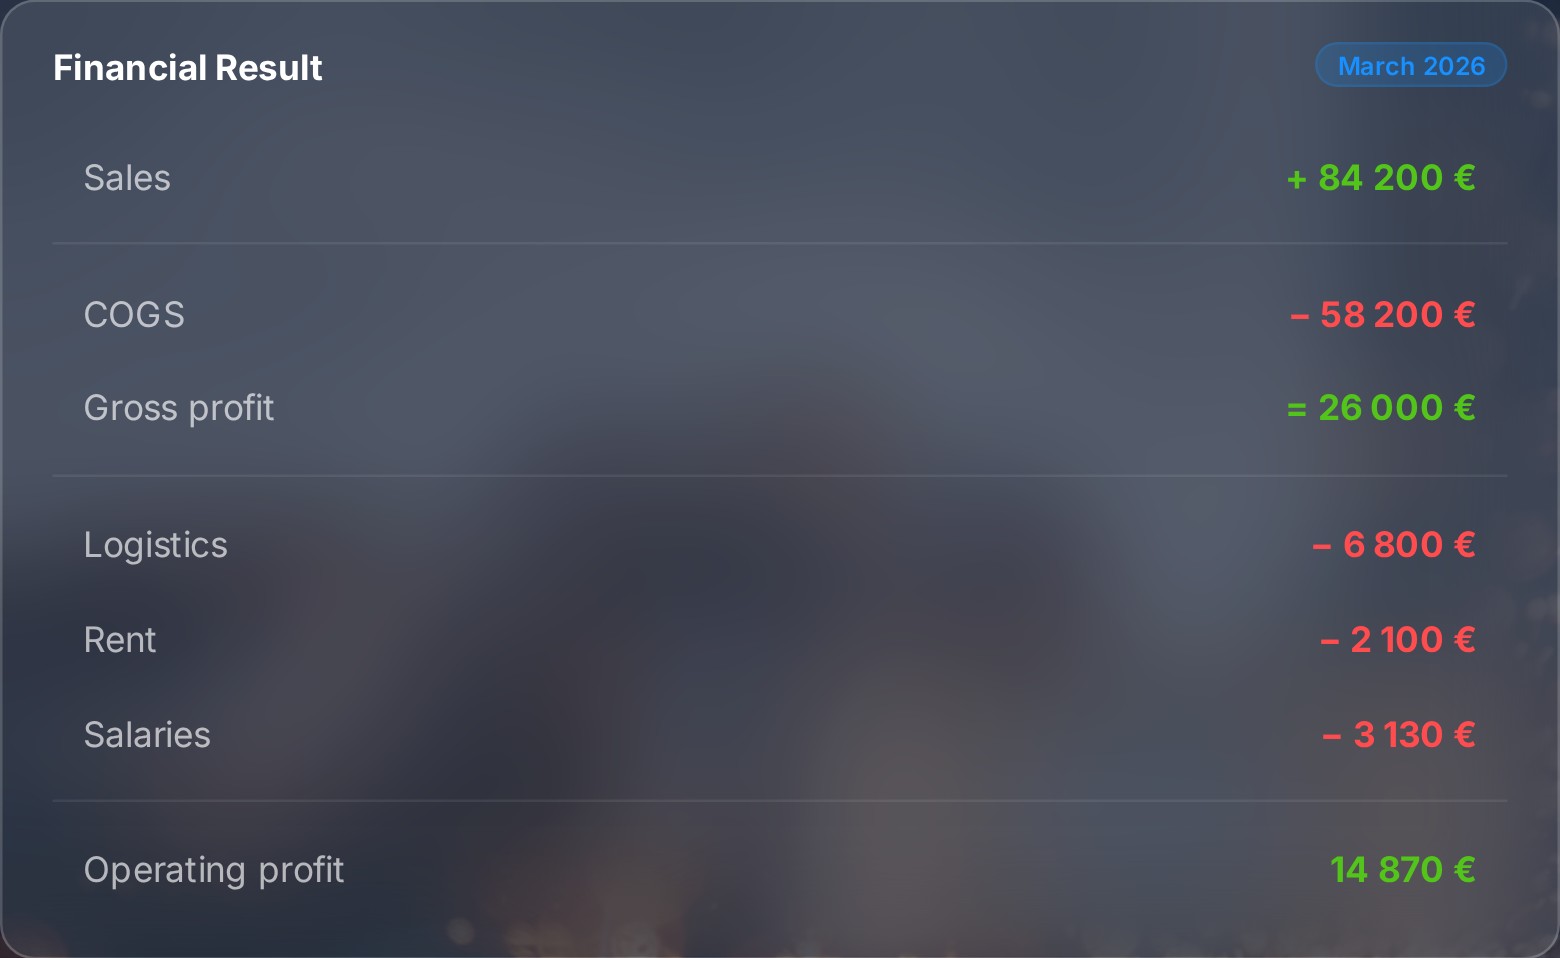 Financial Result March 2026
Sales + 84 200 €
COGS – 58 200 €
Gross profit = 26 000 €
Logistics – 6 800 €
Rent – 2 100 €
Salaries – 3 130 €
Operating profit 14 870 €